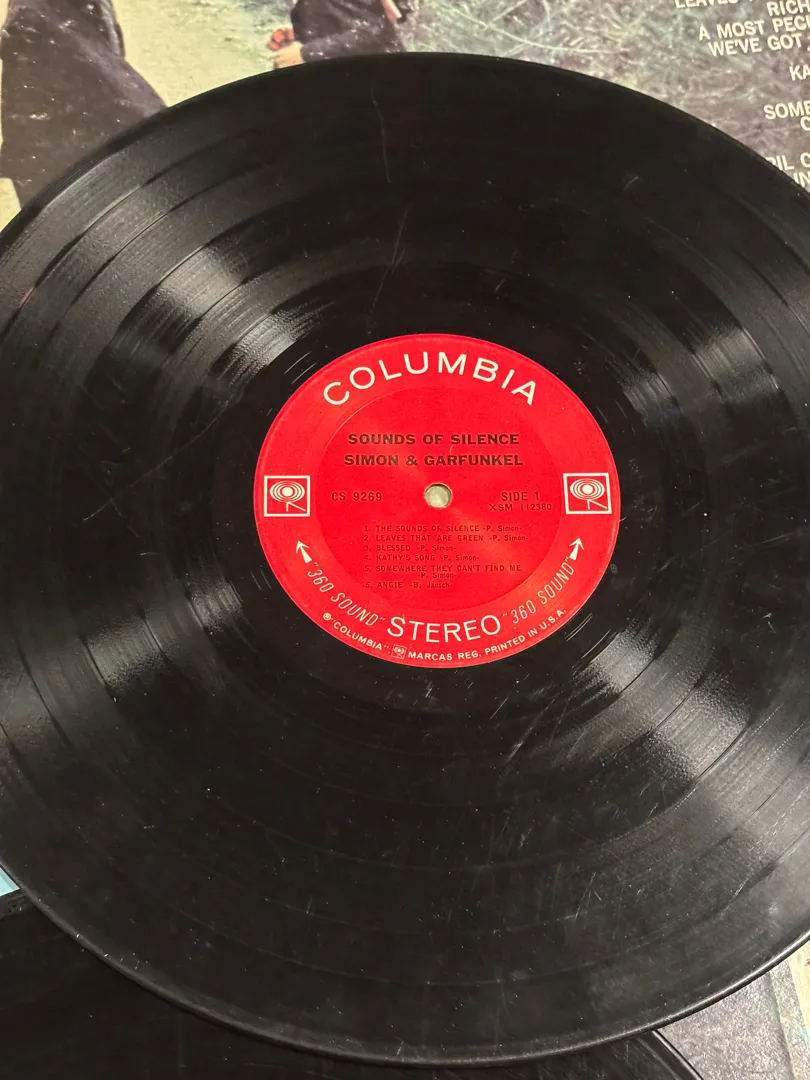 LEAVES
RICH
A MOST PEC
WE'VE GOT
KA
SOME
C
RIL C
IN
COLUMBIA
SOUNDS OF SILENCE
SIMON & GARFUNKEL
CS 9269
SIDE 1
XSM 112380
1. THE SOUNDS OF SILENCE -P. Simon-
2. LEAVES THAT ARE GREEN -P. Simon-
3. BLESSED -P. Simon-
4. KATHY'S SONG -P. Simon-
5. SOMEWHERE THEY CAN'T FIND ME
-P. Simon-
6. ANGIE -B. Jansch-
"360 SOUND" STEREO "360 SOUND"
℗ "COLUMBIA", MARCAS REG. PRINTED IN U.S.A.